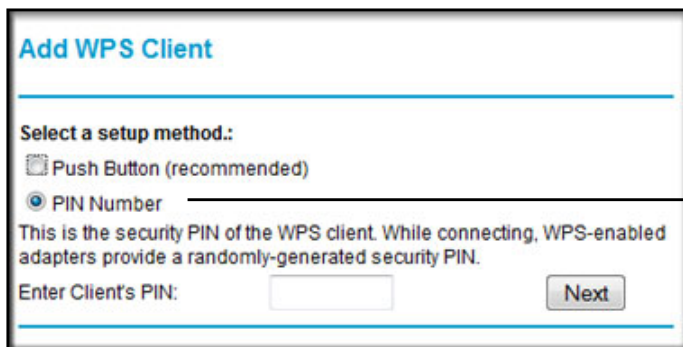 Add WPS Client
Select a setup method.:
Push Button (recommended)
PIN Number
This is the security PIN of the WPS client. While connecting, WPS-enabled
adapters provide a randomly-generated security PIN.
Enter Client's PIN:
Next